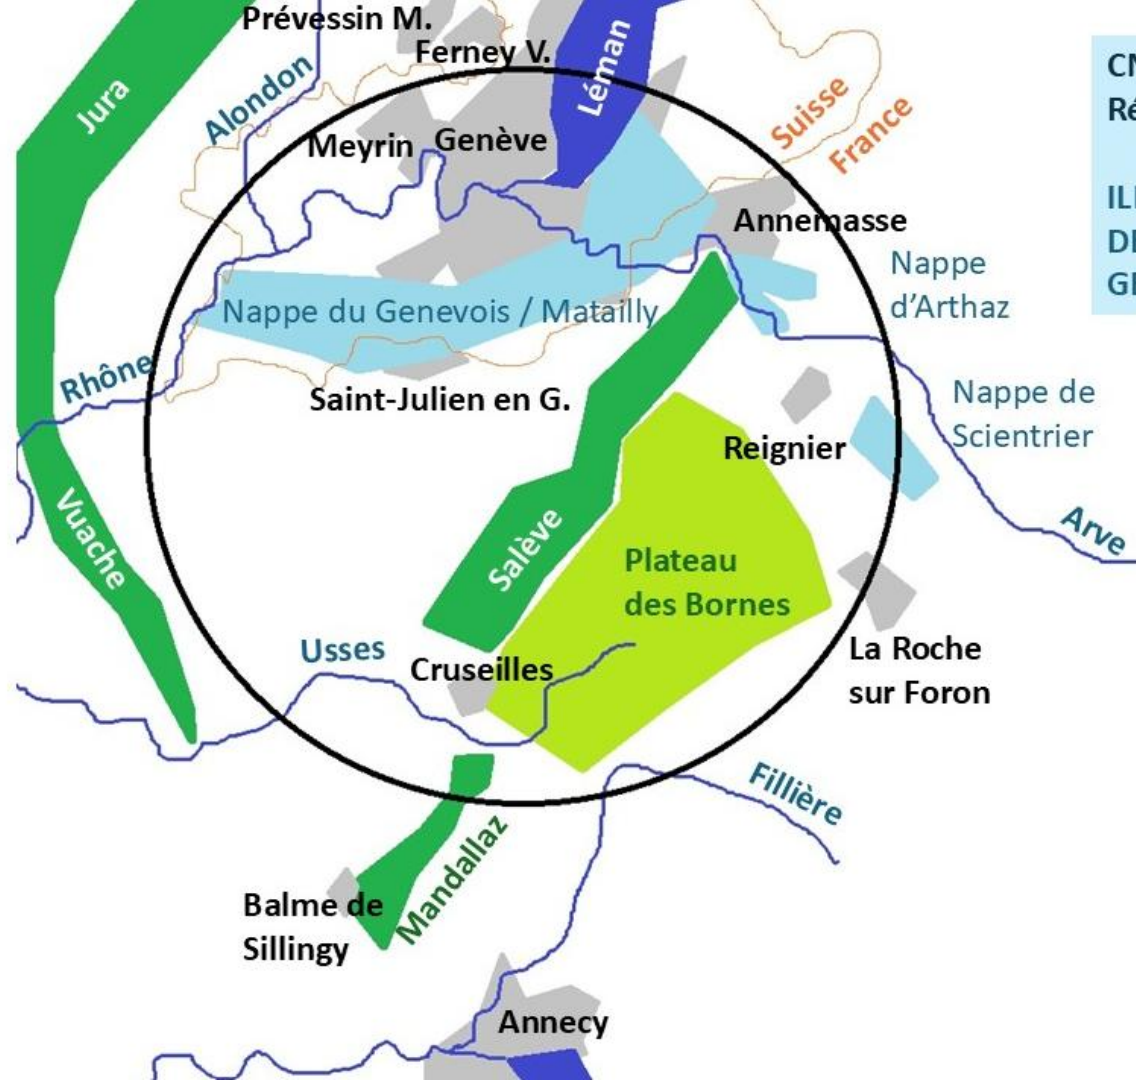 Prévessin M.
Ferney V.
Léman
Jura
Alondon
Suisse
France
Meyrin
Genève
Annemasse
Nappe
d'Arthaz
Nappe du Genevois / Matailly
Rhône
Saint-Julien en G.
Nappe de
Scientrier
Reignier
Arve
Vuache
Salève
Plateau
des Bornes
Usses
Cruseilles
La Roche
sur Foron
Fillière
Mandallaz
Balme de
Sillingy
Annecy